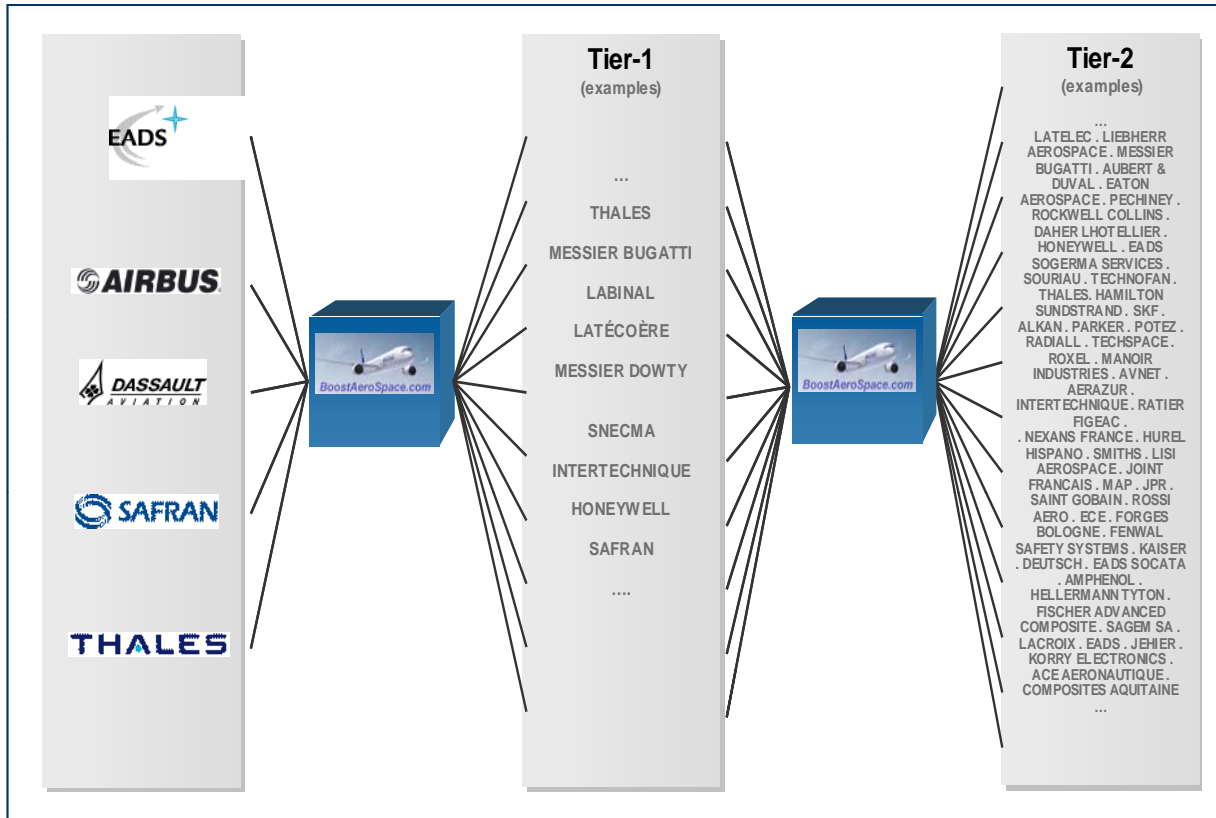 EADS
AIRBUS
DASSAULT
AVIATION
SAFRAN
THALES
BoostAeroSpace.com
Tier-1
(examples)
...
THALES
MESSIER BUGATTI
LABINAL
LATÉCOÈRE
MESSIER DOWTY
SNECMA
INTERTECHNIQUE
HONEYWELL
SAFRAN
....
BoostAeroSpace.com
Tier-2
(examples)
...
LATELEC . LIEBHERR
AEROSPACE . MESSIER
BUGATTI . AUBERT &
DUVAL . EATON
AEROSPACE . PECHINEY .
ROCKWELL COLLINS .
DAHER LHOTELLIER .
HONEYWELL . EADS
SOGERMA SERVICES .
SOURIAU . TECHNOFAN .
THALES. HAMILTON
SUNDSTRAND . SKF .
ALKAN . PARKER . POTEZ .
RADIALL . TECHSPACE .
ROXEL . MANOIR
INDUSTRIES . AVNET .
AERAZUR .
INTERTECHNIQUE . RATIER
FIGEAC .
. NEXANS FRANCE . HUREL
HISPANO . SMITHS . LISI
AEROSPACE . JOINT
FRANCAIS . MAP . JPR .
SAINT GOBAIN . ROSSI
AERO . ECE . FORGES
BOLOGNE . FENWAL
SAFETY SYSTEMS . KAISER
. DEUTSCH . EADS SOCATA
. AMPHENOL .
HELLERMANN TYTON .
FISCHER ADVANCED
COMPOSITE . SAGEM SA .
LACROIX . EADS . JEHIER .
KORRY ELECTRONICS .
ACE AERONAUTIQUE .
COMPOSITES AQUITAINE
...